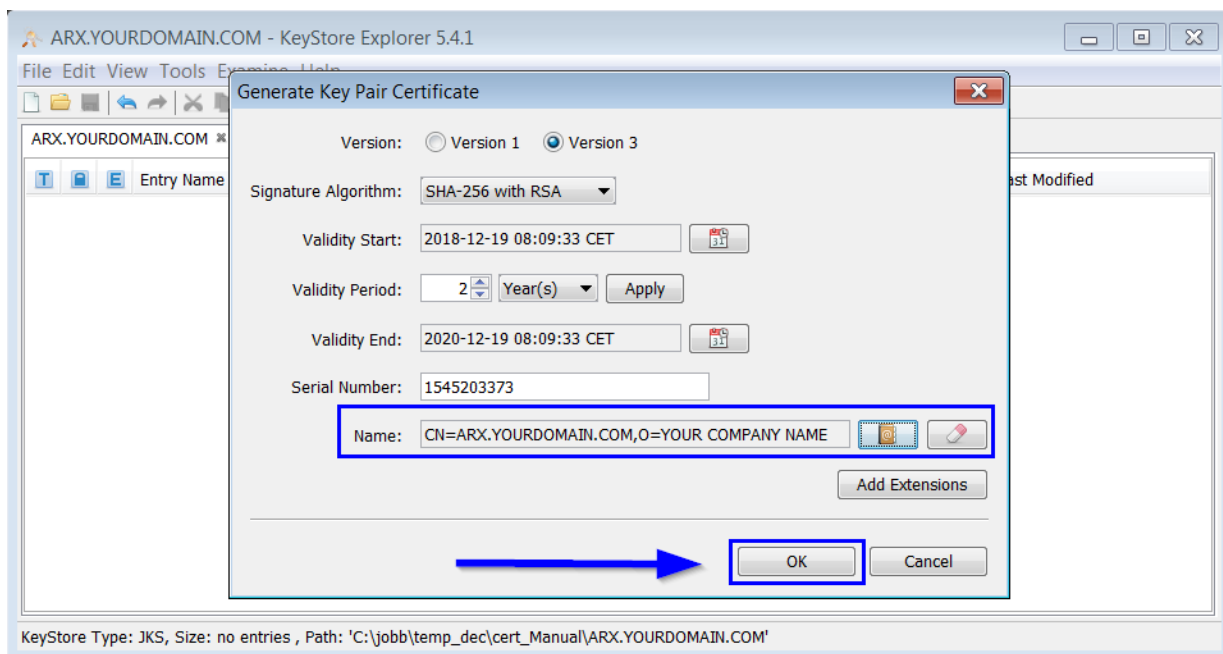 ARX.YOURDOMAIN.COM - KeyStore Explorer 5.4.1
File Edit View Tools Examine Help
Generate Key Pair Certificate
ARX.YOURDOMAIN.COM
T E Entry Name
ast Modified
Version: Version 1 Version 3
Signature Algorithm: SHA-256 with RSA
Validity Start: 2018-12-19 08:09:33 CET
Validity Period: 2 Year(s) Apply
Validity End: 2020-12-19 08:09:33 CET
Serial Number: 1545203373
Name: CN=ARX.YOURDOMAIN.COM,O=YOUR COMPANY NAME
Add Extensions
OK Cancel
KeyStore Type: JKS, Size: no entries , Path: 'C:\jobb\temp_dec\cert_Manual\ARX.YOURDOMAIN.COM'